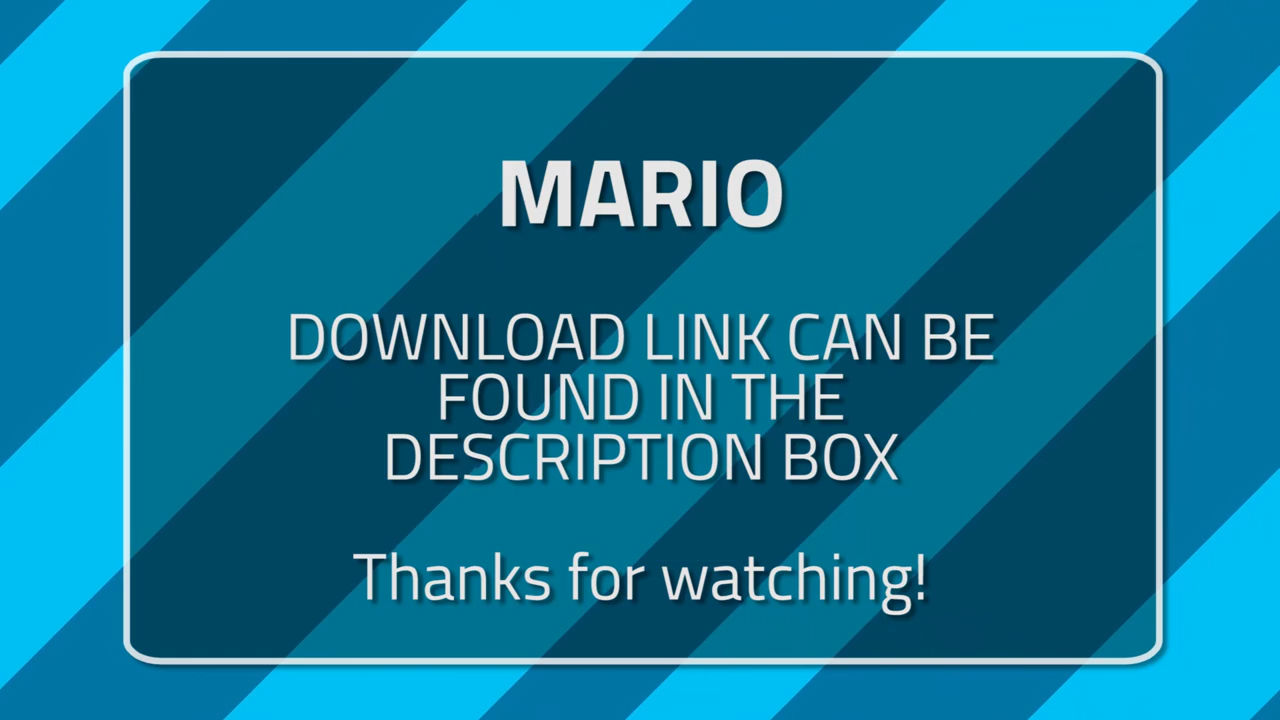 MARIO
DOWNLOAD LINK CAN BE
FOUND IN THE
DESCRIPTION BOX
Thanks for watching!